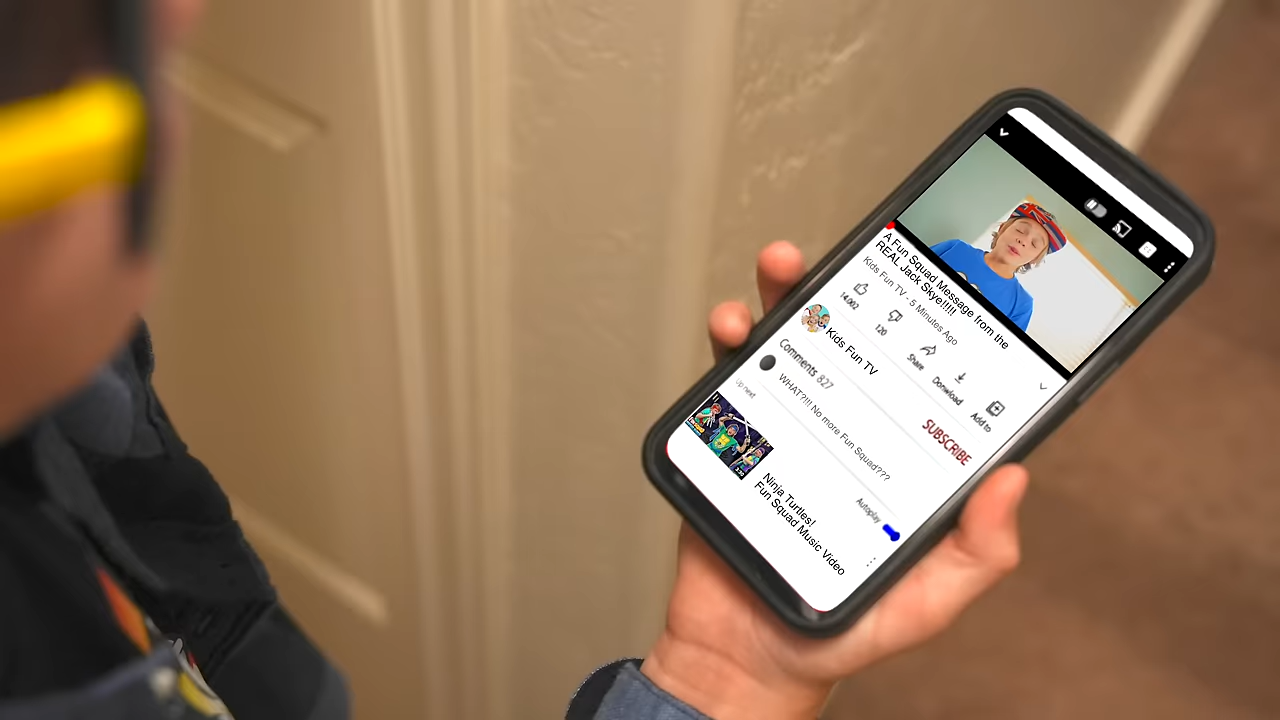 A Fun Squad Message from the
REAL Jack Skye!!!!!
Kids Fun TV - 5 Minutes Ago
14,002
120
Share
Donwload
Add to
Kids Fun TV
SUBSCRIBE
Comments 827
WHAT?!!! No more Fun Squad???
Up next
Autoplay
Ninja Turtles!
Fun Squad Music Video